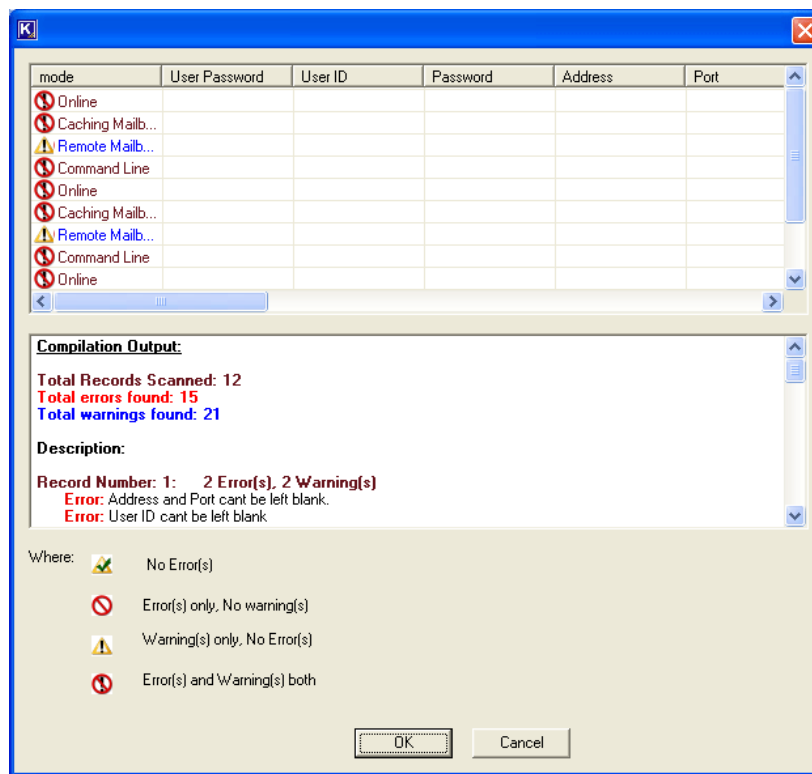 K
mode User Password User ID Password Address Port
Online
Caching Mailb...
Remote Mailb...
Command Line
Online
Caching Mailb...
Remote Mailb...
Command Line
Online
Compilation Output:
Total Records Scanned: 12
Total errors found: 15
Total warnings found: 21
Description:
Record Number: 1: 2 Error(s), 2 Warning(s)
Error: Address and Port cant be left blank.
Error: User ID cant be left blank
Where: No Error(s)
Error(s) only, No warning(s)
Warning(s) only, No Error(s)
Error(s) and Warning(s) both
OK Cancel